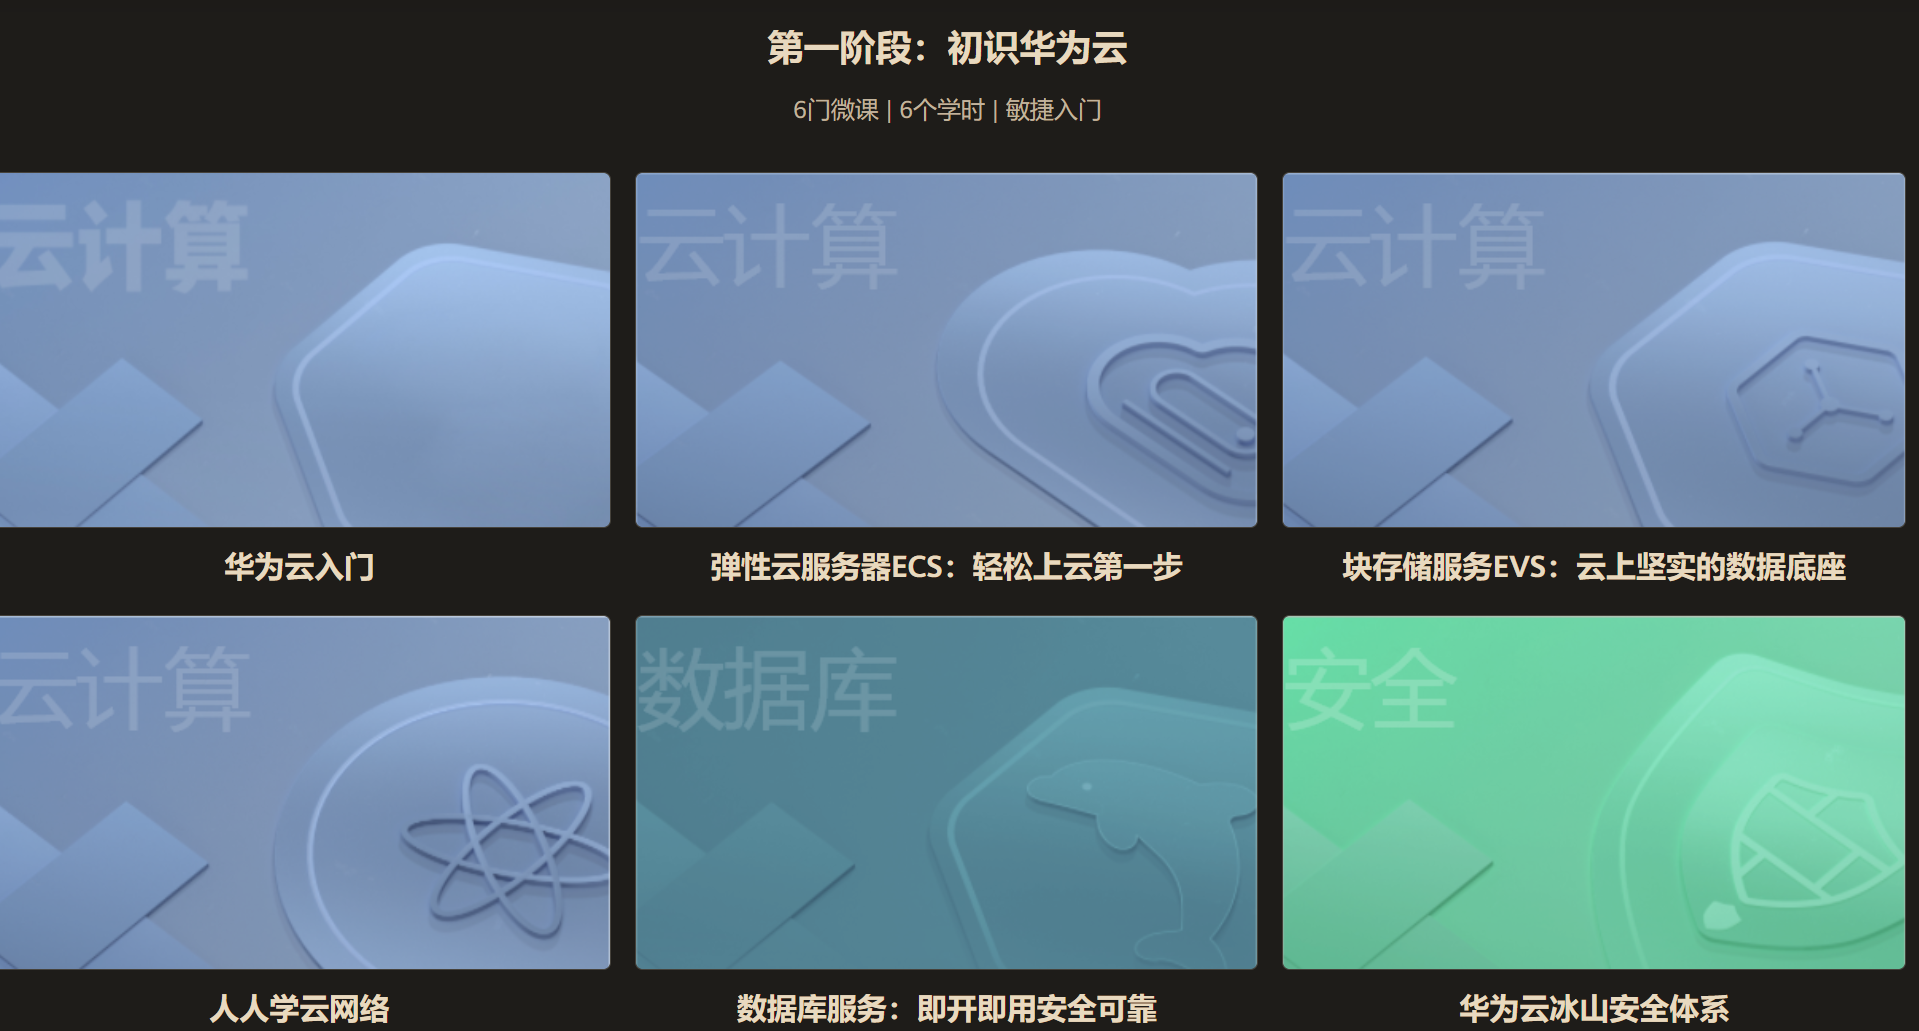 第一阶段：初识华为云
6门微课 | 6个学时 | 敏捷入门
云计算
云计算
云计算
华为云入门
弹性云服务器ECS：轻松上云第一步
块存储服务EVS：云上坚实的数据底座
云计算
数据库
安全
人人学云网络
数据库服务：即开即用安全可靠
华为云冰山安全体系